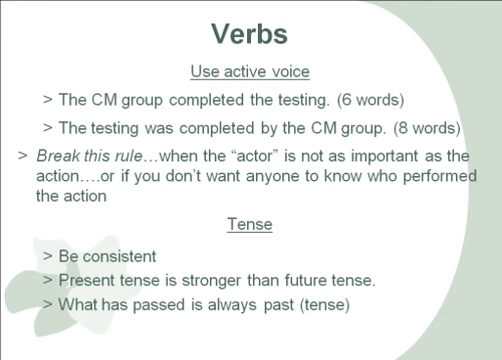 Verbs
Use active voice
> The CM group completed the testing. (6 words)
> The testing was completed by the CM group. (8 words)
> Break this rule…when the “actor” is not as important as the
action….or if you don’t want anyone to know who performed
the action
Tense
> Be consistent
> Present tense is stronger than future tense.
> What has passed is always past (tense)